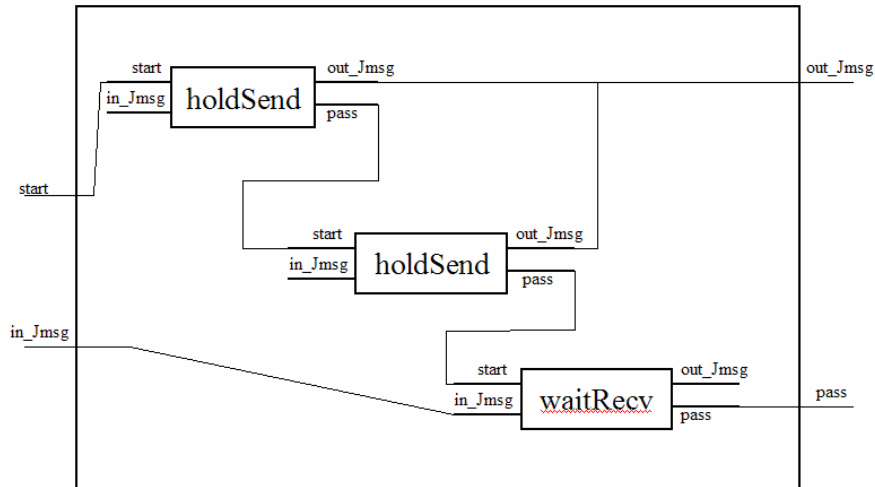 start
out_Jmsg
out_Jmsg
in_Jmsg
holdSend
pass
start
start
out_Jmsg
in_Jmsg
holdSend
pass
in_Jmsg
start
out_Jmsg
in_Jmsg
waitRecv
pass
pass